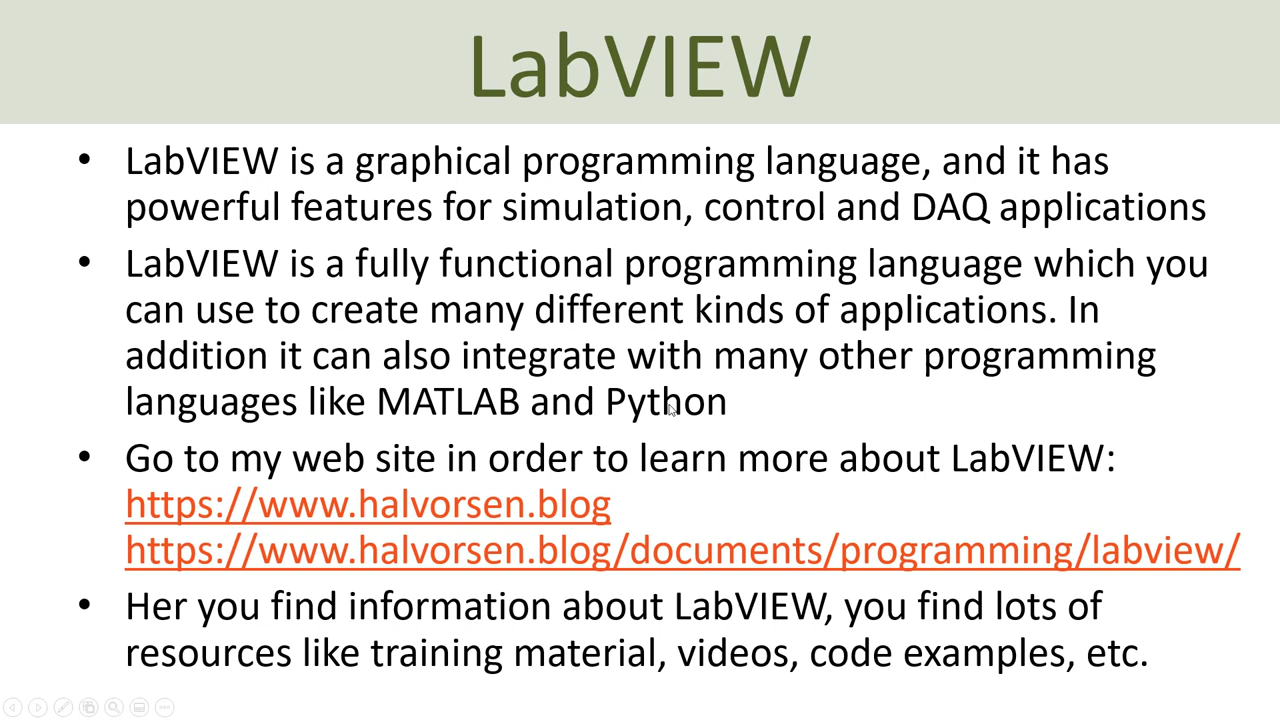 LabVIEW
• LabVIEW is a graphical programming language, and it has
powerful features for simulation, control and DAQ applications
• LabVIEW is a fully functional programming language which you
can use to create many different kinds of applications. In
addition it can also integrate with many other programming
languages like MATLAB and Python
• Go to my web site in order to learn more about LabVIEW:
https://www.halvorsen.blog
https://www.halvorsen.blog/documents/programming/labview/
• Her you find information about LabVIEW, you find lots of
resources like training material, videos, code examples, etc.